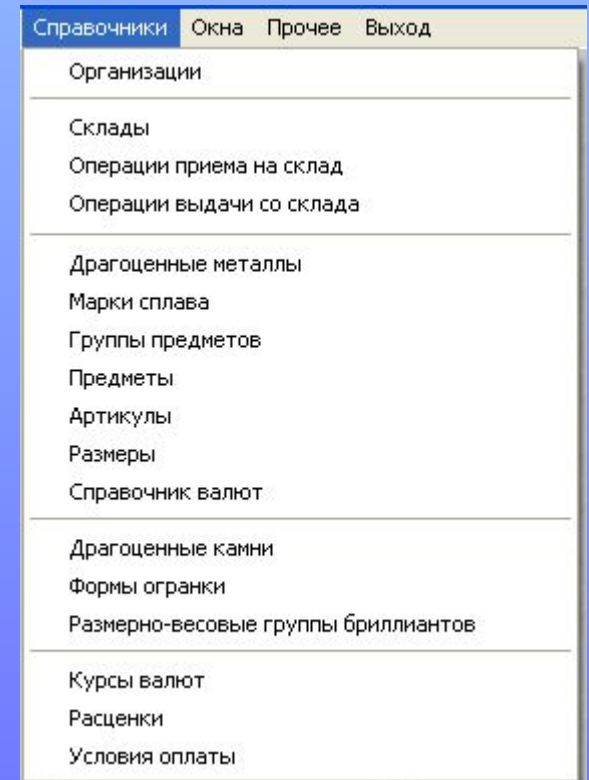 Справочники Окна Прочее Выход
Организации
Склады
Операции приема на склад
Операции выдачи со склада
Драгоценные металлы
Марки сплава
Группы предметов
Предметы
Артикулы
Размеры
Справочник валют
Драгоценные камни
Формы огранки
Размерно-весовые группы бриллиантов
Курсы валют
Расценки
Условия оплаты